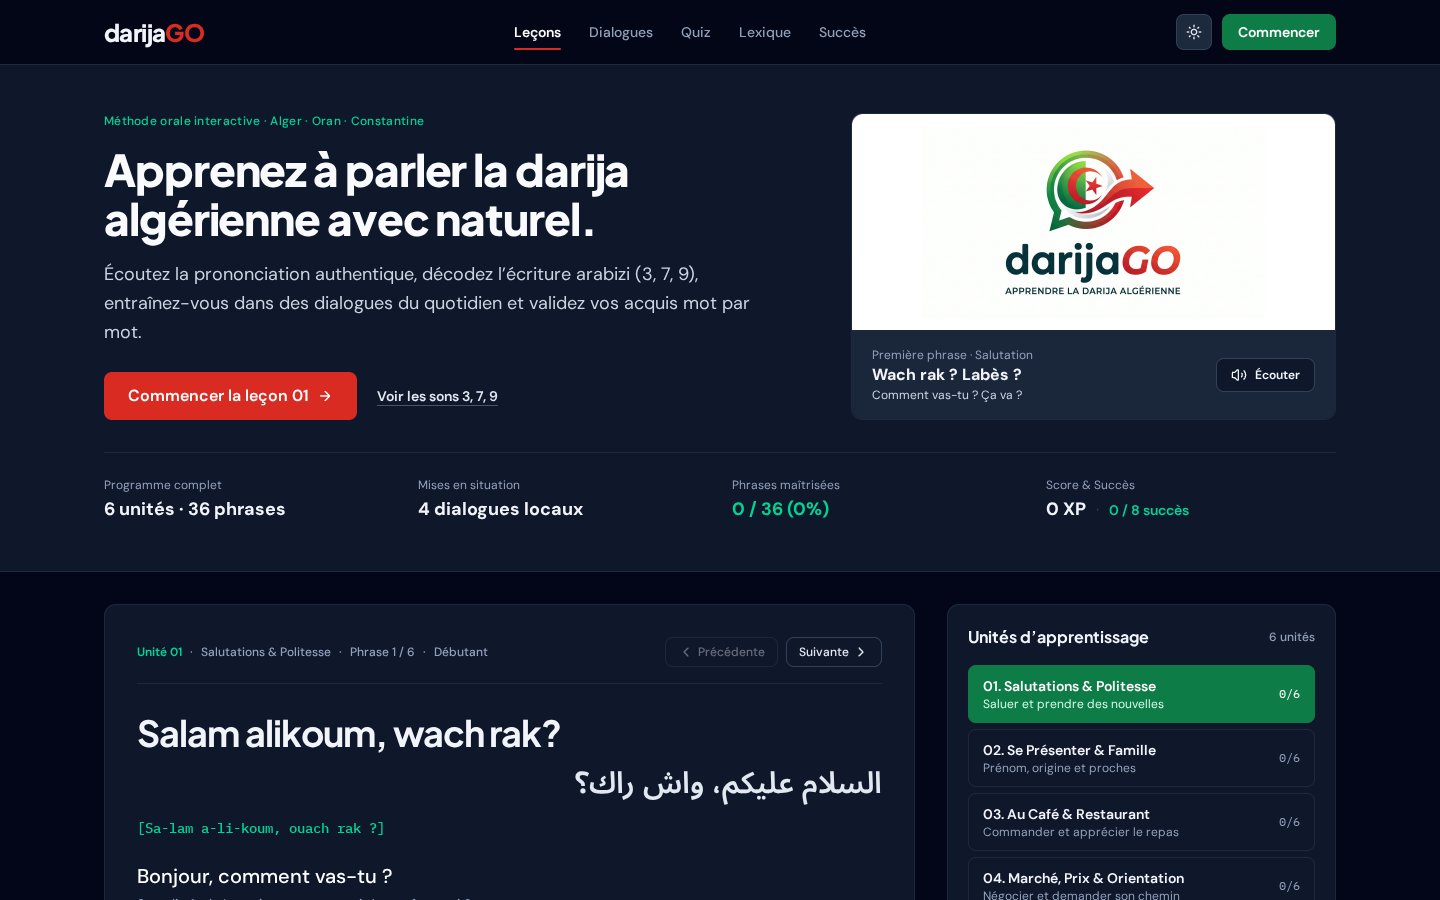 darijaGO
Leçons
Dialogues
Quiz
Lexique
Succès
Commencer
Méthode orale interactive · Alger · Oran · Constantine
Apprenez à parler la darija
algérienne avec naturel.
Écoutez la prononciation authentique, décodez l’écriture arabizi (3, 7, 9),
entraînez-vous dans des dialogues du quotidien et validez vos acquis mot par
mot.
Commencer la leçon 01 →
Voir les sons 3, 7, 9
darijaGO
APPRENDRE LA DARIJA ALGÉRIENNE
Première phrase · Salutation
Wach rak ? Labès ?
Comment vas-tu ? Ça va ?
Écouter
Programme complet
6 unités · 36 phrases
Mises en situation
4 dialogues locaux
Phrases maîtrisées
0 / 36 (0%)
Score & Succès
0 XP · 0 / 8 succès
Unité 01 · Salutations & Politesse · Phrase 1 / 6 · Débutant
Précédente
Suivante
Salam alikoum, wach rak?
السلام عليكم، واش راك؟
[Sa-lam a-li-koum, ouach rak ?]
Bonjour, comment vas-tu ?
Unités d’apprentissage
6 unités
01. Salutations & Politesse
Saluer et prendre des nouvelles
0/6
02. Se Présenter & Famille
Prénom, origine et proches
0/6
03. Au Café & Restaurant
Commander et apprécier le repas
0/6
04. Marché, Prix & Orientation
Négocier et demander son chemin
0/6